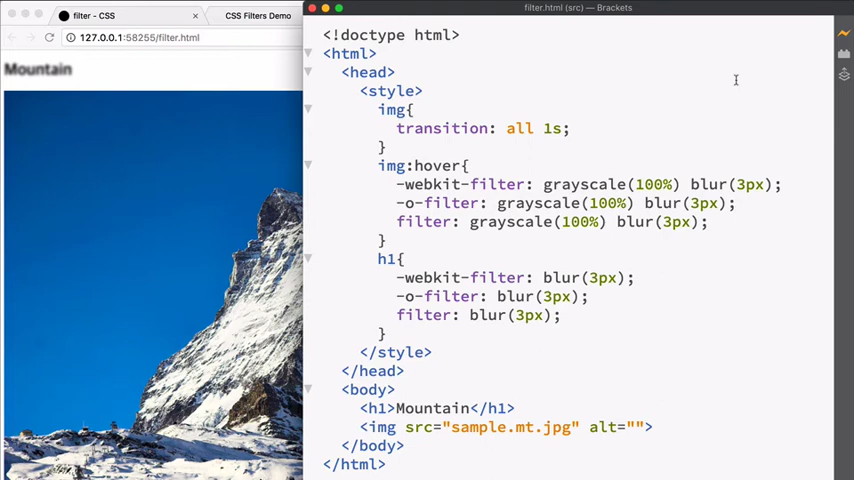 filter - CSS
CSS Filters Demo
127.0.0.1:58255/filter.html
Mountain
filter.html (src) — Brackets
<!doctype html>
<html>
<head>
<style>
img{
transition: all 1s;
}
img:hover{
-webkit-filter: grayscale(100%) blur(3px);
-o-filter: grayscale(100%) blur(3px);
filter: grayscale(100%) blur(3px);
}
h1{
-webkit-filter: blur(3px);
-o-filter: blur(3px);
filter: blur(3px);
}
</style>
</head>
<body>
<h1>Mountain</h1>
<img src="sample.mt.jpg" alt="">
</body>
</html>